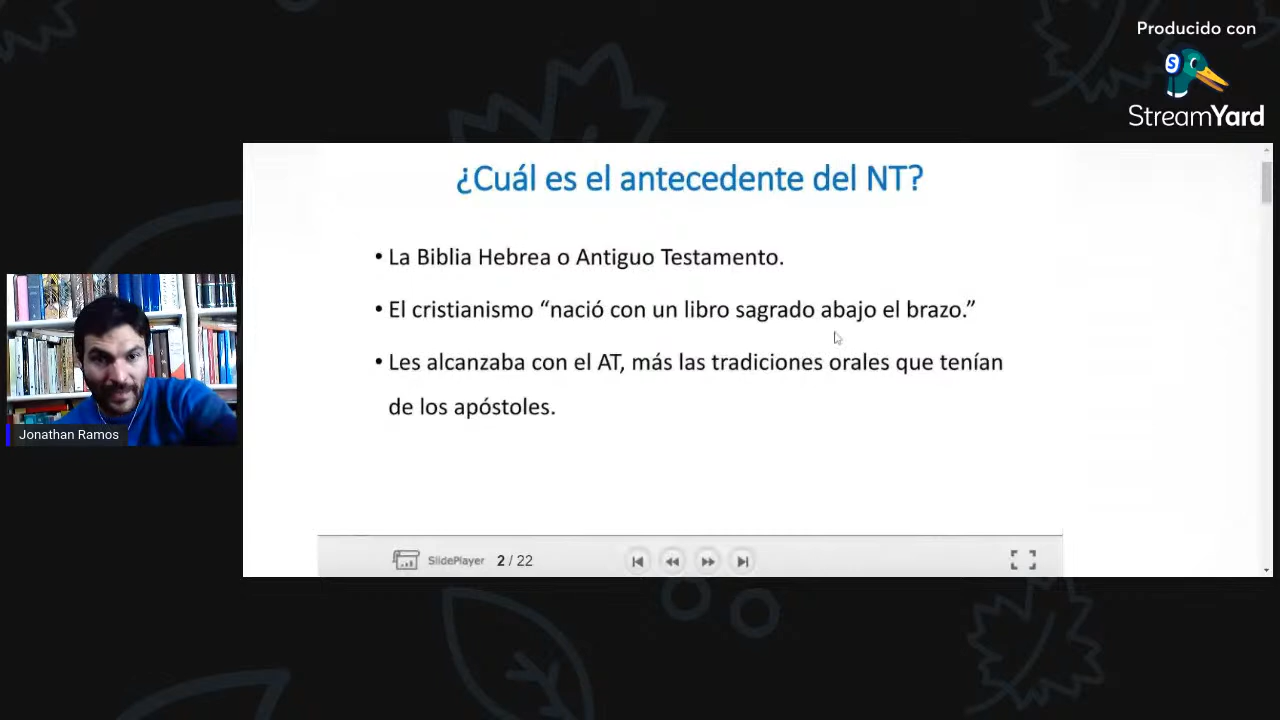 Producido con
StreamYard
¿Cuál es el antecedente del NT?
• La Biblia Hebrea o Antiguo Testamento.
• El cristianismo “nació con un libro sagrado abajo el brazo.”
• Les alcanzaba con el AT, más las tradiciones orales que tenían
de los apóstoles.
Jonathan Ramos
SlidePlayer 2 / 22